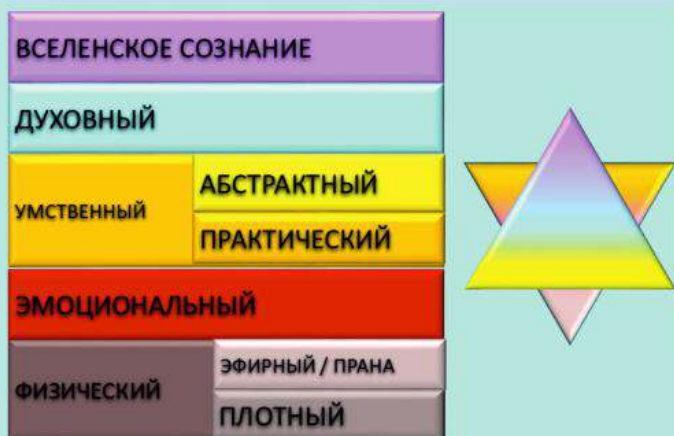 ВСЕЛЕНСКОЕ СОЗНАНИЕ
ДУХОВНЫЙ
УМСТВЕННЫЙ
АБСТРАКТНЫЙ
ПРАКТИЧЕСКИЙ
ЭМОЦИОНАЛЬНЫЙ
ФИЗИЧЕСКИЙ
ЭФИРНЫЙ / ПРАНА
ПЛОТНЫЙ